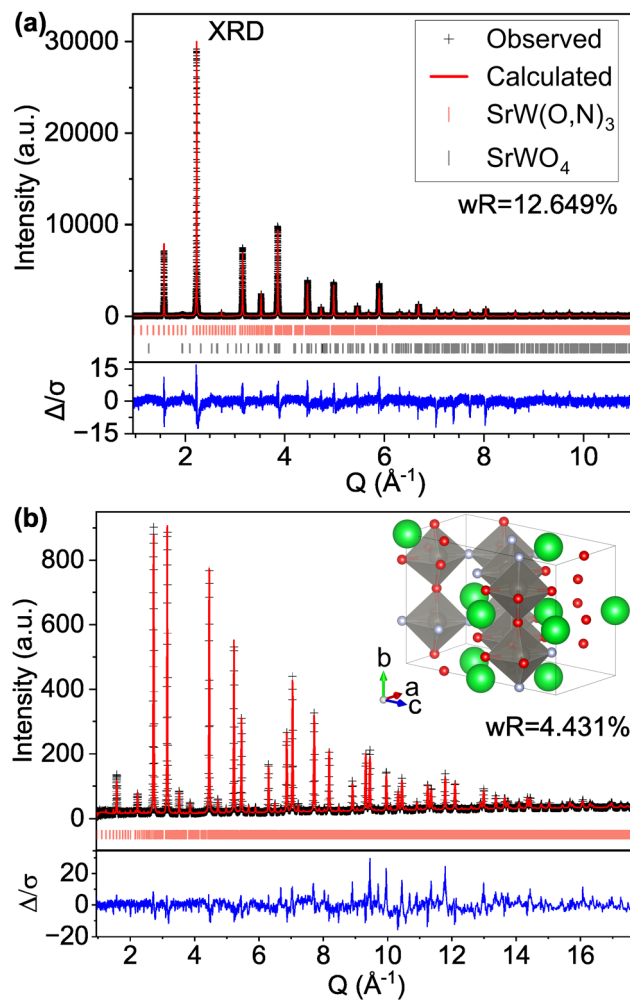 (a)
XRD
Observed
Calculated
SrW(O,N)₃
SrWO₄
wR=12.649%
Intensity (a.u.)
30000
20000
10000
0
Δ/σ
15
0
−15
2 4 6 8 10
Q (Å⁻¹)
(b)
Intensity (a.u.)
800
600
400
200
0
b
a
c
wR=4.431%
Δ/σ
20
0
−20
2 4 6 8 10 12 14 16
Q (Å⁻¹)